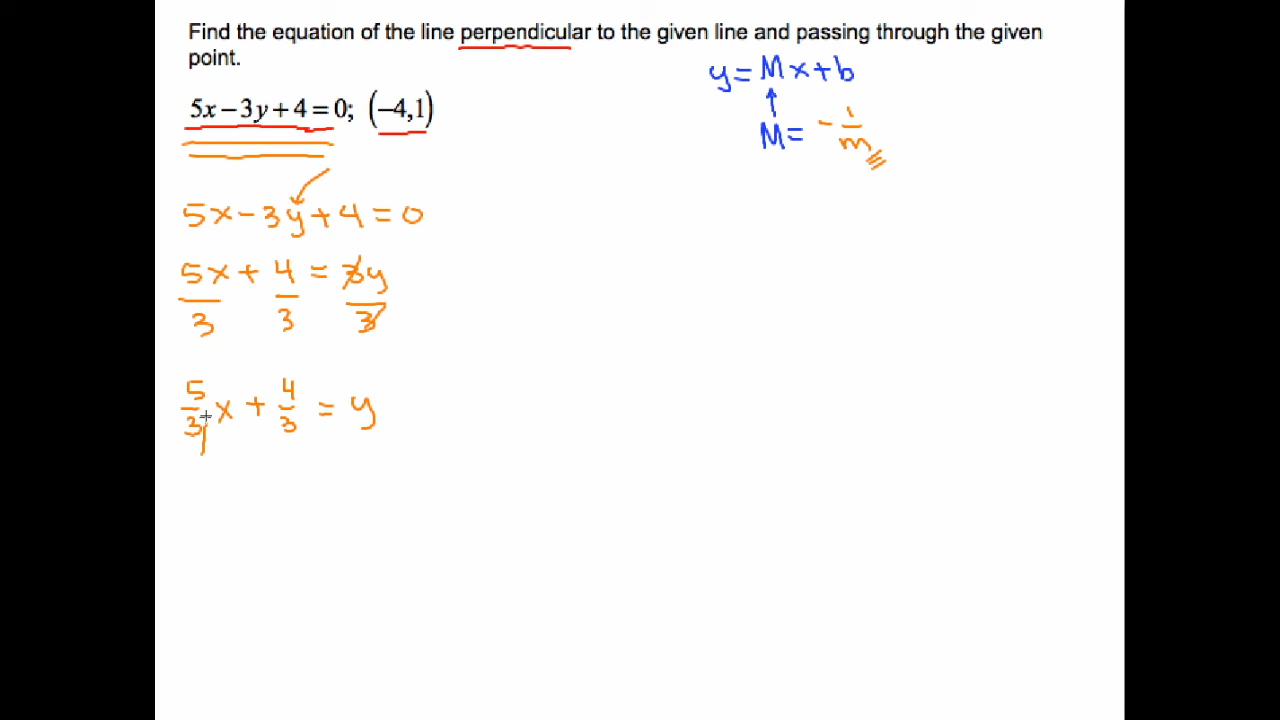 Find the equation of the line perpendicular to the given line and passing through the given
point.
5x − 3y + 4 = 0; (−4,1)
y = Mx + b
M = - 1/m
5x - 3y + 4 = 0
5x/3 + 4/3 = 3y/3
5/3 x + 4/3 = y